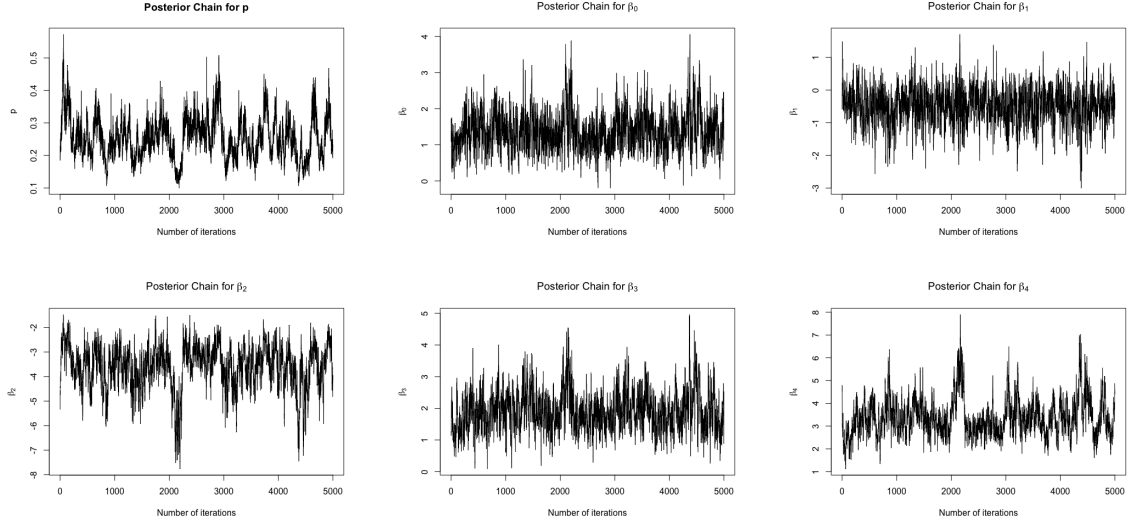 Posterior Chain for p
p
0.5
0.4
0.3
0.2
0.1
0 1000 2000 3000 4000 5000
Number of iterations
Posterior Chain for β0
β0
4
3
2
1
0
0 1000 2000 3000 4000 5000
Number of iterations
Posterior Chain for β1
β1
1
0
-1
-2
-3
0 1000 2000 3000 4000 5000
Number of iterations
Posterior Chain for β2
β2
-2
-3
-4
-5
-6
-7
-8
0 1000 2000 3000 4000 5000
Number of iterations
Posterior Chain for β3
β3
5
4
3
2
1
0
0 1000 2000 3000 4000 5000
Number of iterations
Posterior Chain for β4
β4
8
7
6
5
4
3
2
1
0 1000 2000 3000 4000 5000
Number of iterations